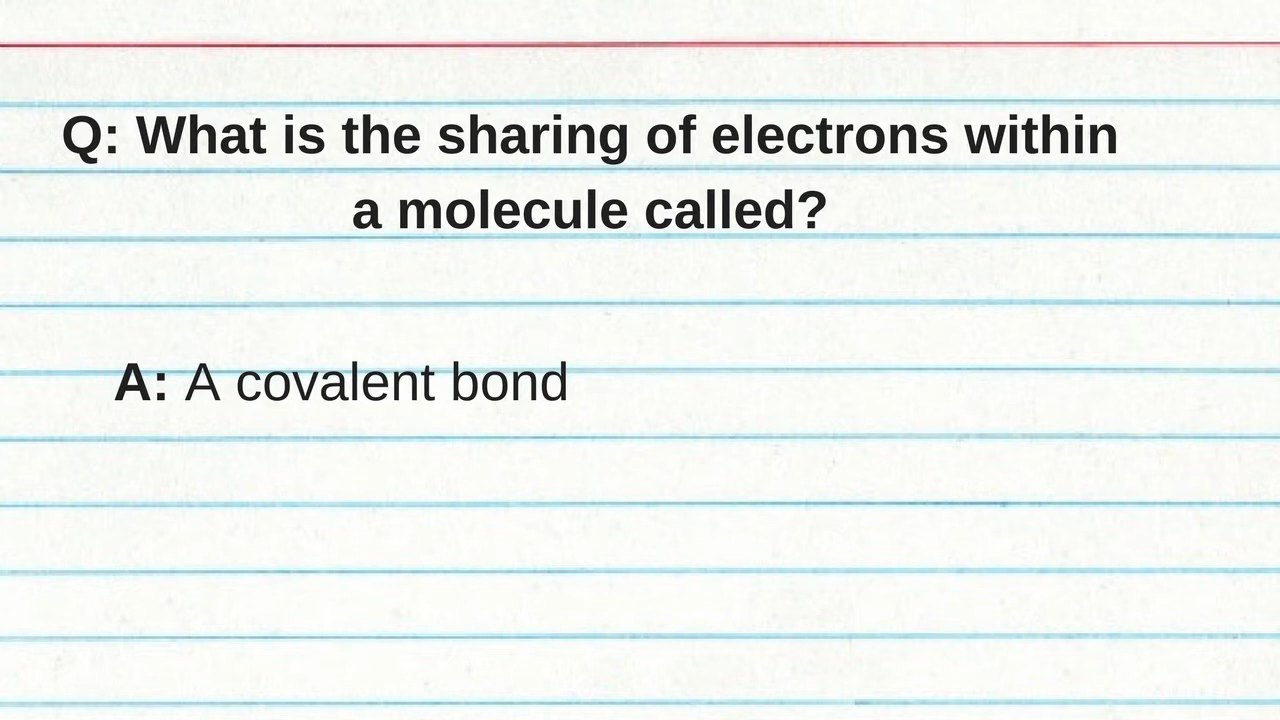 Q: What is the sharing of electrons within
a molecule called?
A: A covalent bond